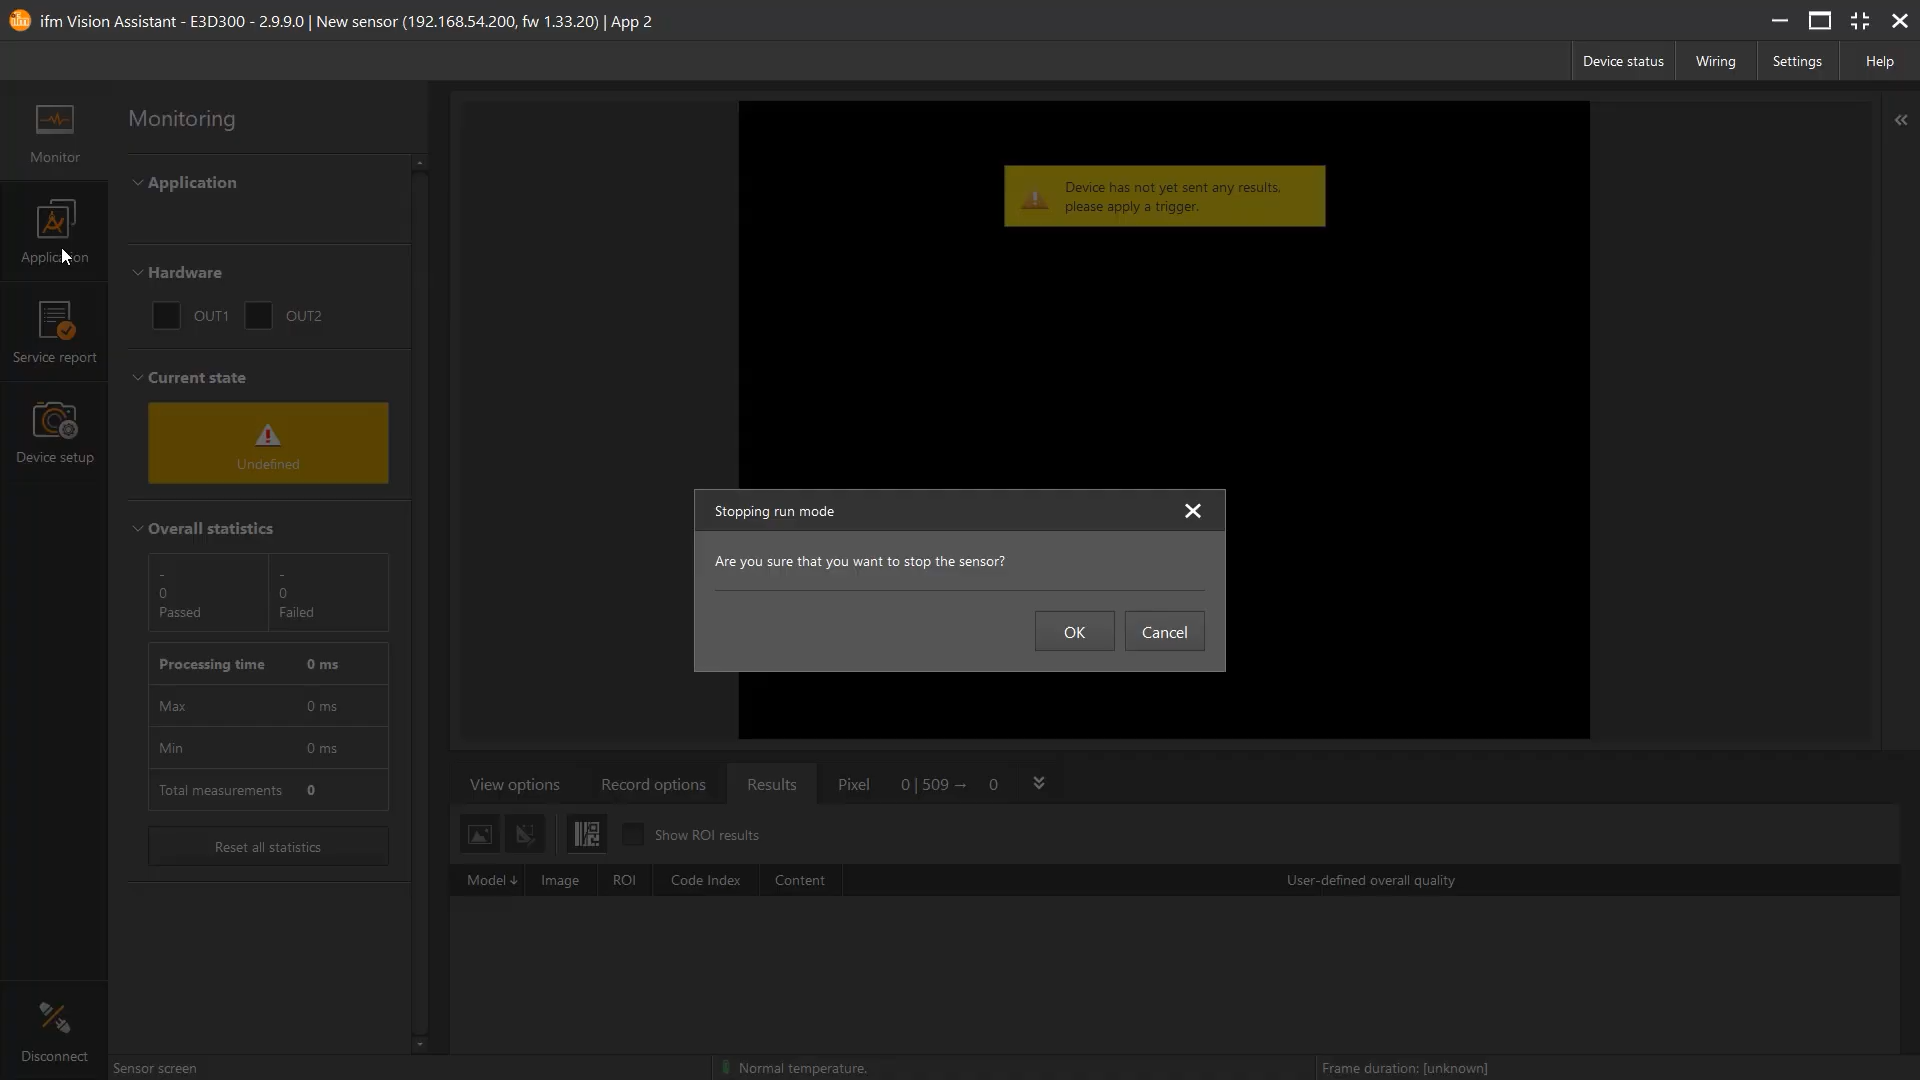 ifm Vision Assistant - E3D300 - 2.9.9.0 | New sensor (192.168.54.200, fw 1.33.20) | App 2
Device status
Wiring
Settings
Help
Monitor
Application
Service report
Device setup
Disconnect
Monitoring
Application
Hardware
OUT1
OUT2
Current state
Undefined
Overall statistics
-
0
Passed
-
0
Failed
Processing time 0 ms
Max 0 ms
Min 0 ms
Total measurements 0
Reset all statistics
Device has not yet sent any results,
please apply a trigger.
Stopping run mode
Are you sure that you want to stop the sensor?
OK
Cancel
View options
Record options
Results
Pixel 0 | 509 → 0
Show ROI results
Model ↓
Image
ROI
Code Index
Content
User-defined overall quality
Sensor screen
Normal temperature.
Frame duration: [unknown]